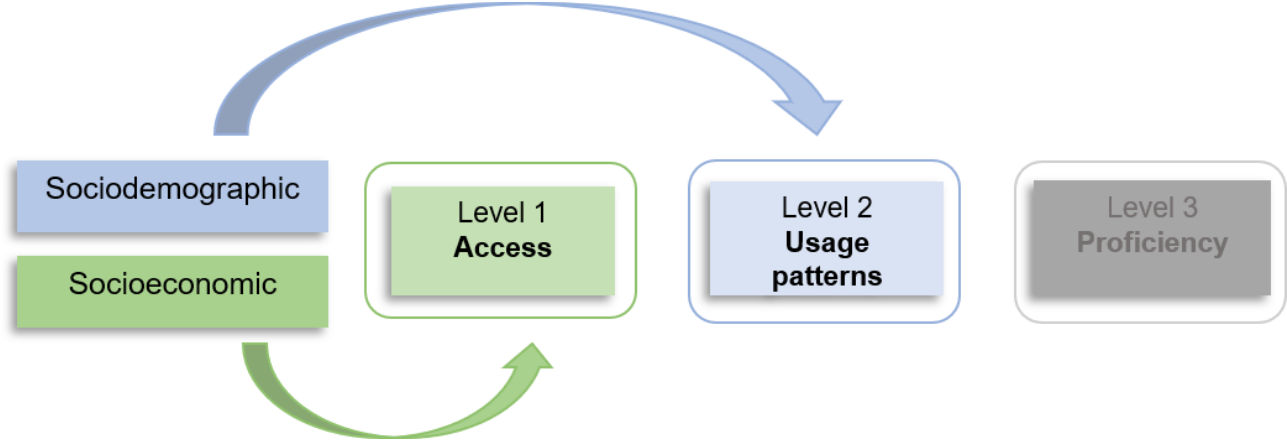 Sociodemographic
Socioeconomic
Level 1
Access
Level 2
Usage
patterns
Level 3
Proficiency